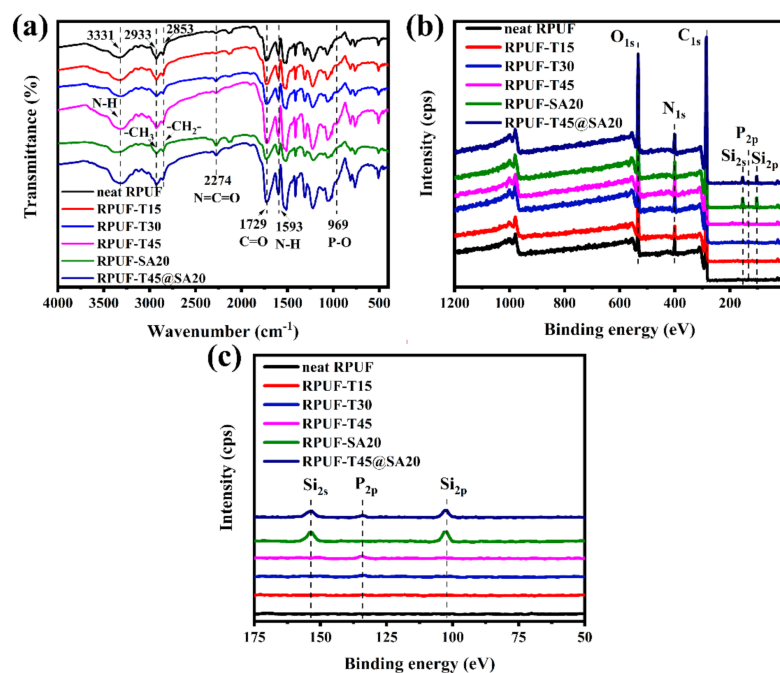 (a)
3331
2933
2853
N-H
-CH3
-CH2-
2274
N=C=O
1729
C=O
1593
N-H
969
P-O
neat RPUF
RPUF-T15
RPUF-T30
RPUF-T45
RPUF-SA20
RPUF-T45@SA20
Transmittance (%)
4000 3500 3000 2500 2000 1500 1000 500
Wavenumber (cm-1)
(b)
neat RPUF
RPUF-T15
RPUF-T30
RPUF-T45
RPUF-SA20
RPUF-T45@SA20
O1s
C1s
N1s
P2p
Si2s
Si2p
Intensity (cps)
1200 1000 800 600 400 200
Binding energy (eV)
(c)
neat RPUF
RPUF-T15
RPUF-T30
RPUF-T45
RPUF-SA20
RPUF-T45@SA20
Si2s
P2p
Si2p
Intensity (cps)
175 150 125 100 75 50
Binding energy (eV)